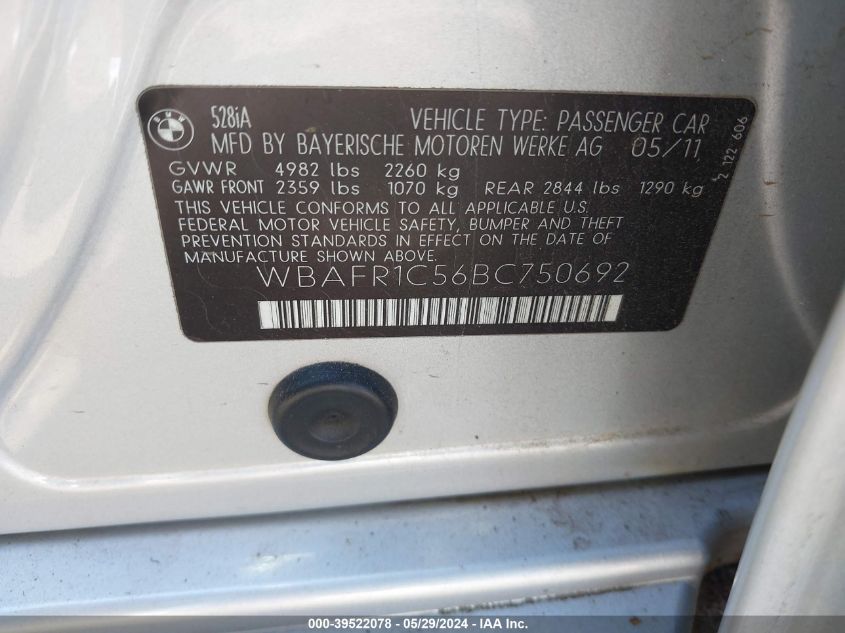 BMW
528iA VEHICLE TYPE: PASSENGER CAR
MFD BY BAYERISCHE MOTOREN WERKE AG 05/11
GVWR 4982 lbs 2260 kg
GAWR FRONT 2359 lbs 1070 kg REAR 2844 lbs 1290 kg
THIS VEHICLE CONFORMS TO ALL APPLICABLE U.S.
FEDERAL MOTOR VEHICLE SAFETY, BUMPER AND THEFT
PREVENTION STANDARDS IN EFFECT ON THE DATE OF
MANUFACTURE SHOWN ABOVE.
WBAFR1C56BC750692
122 606
000-39522078 - 05/29/2024 - IAA Inc.